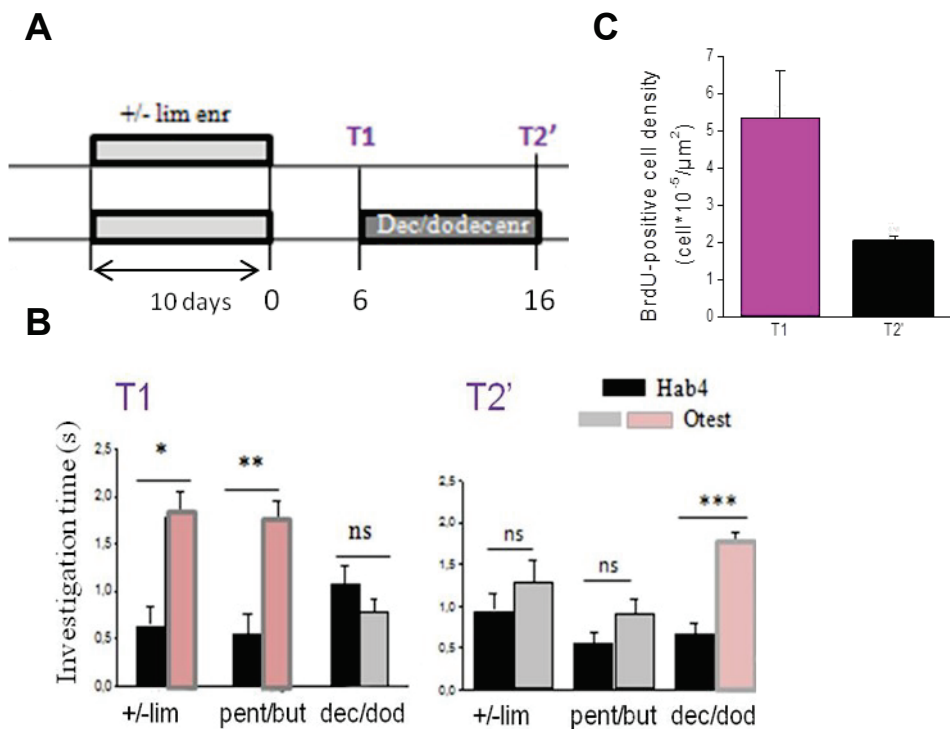 A
+/- lim enr
T1
T2'
Dec/dodec enr
10 days
0
6
16
C
BrdU-positive cell density
(cell*10⁻⁵/μm²)
7
6
5
4
3
2
1
0
T1
T2'
B
T1
Investigation time (s)
2,5
2,0
1,5
1,0
0,5
0,0
*
**
ns
+/-lim
pent/but
dec/dod
T2'
Hab4
Otest
2,5
2,0
1,5
1,0
0,5
0,0
ns
ns
***
+/-lim
pent/but
dec/dod